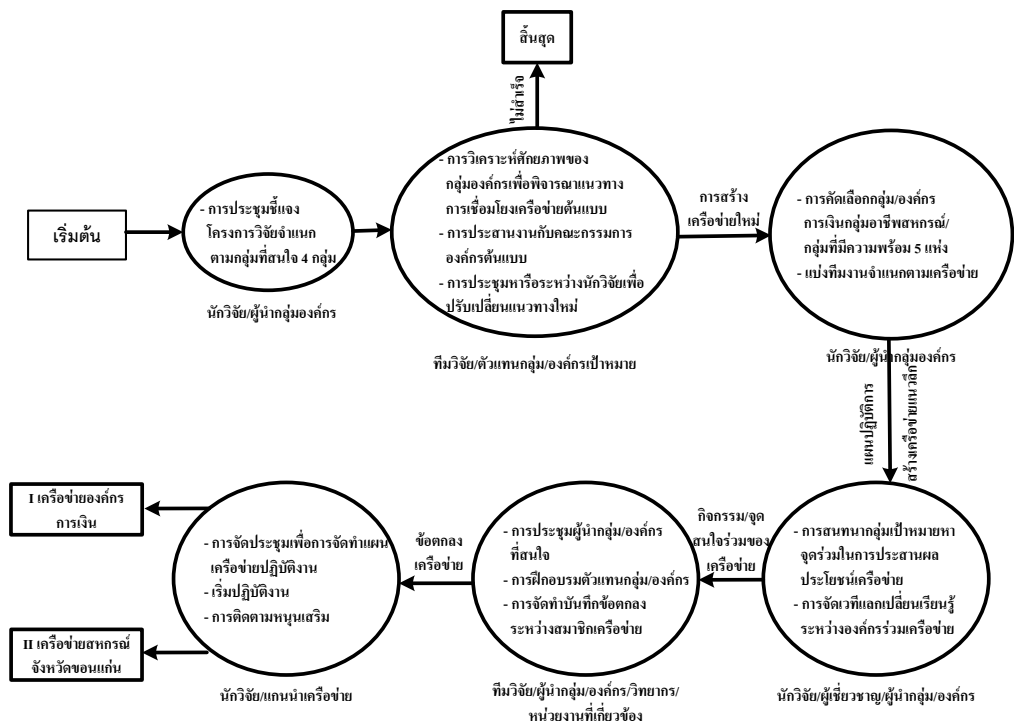 สิ้นสุด
ไม่สำเร็จ
เริ่มต้น
- การประชุมชี้แจง
โครงการวิจัยจำแนก
ตามกลุ่มที่สนใจ 4 กลุ่ม
นักวิจัย/ผู้นำกลุ่มองค์กร
- การวิเคราะห์ศักยภาพของ
กลุ่มองค์กรเพื่อพิจารณาแนวทาง
การเชื่อมโยงเครือข่ายต้นแบบ
- การประสานงานกับคณะกรรมการ
องค์กรต้นแบบ
- การประชุมหารือระหว่างนักวิจัยเพื่อ
ปรับเปลี่ยนแนวทางใหม่
ทีมวิจัย/ตัวแทนกลุ่ม/องค์กรเป้าหมาย
การสร้าง
เครือข่ายใหม่
- การคัดเลือกกลุ่ม/องค์กร
การเงินกลุ่มอาชีพสหกรณ์/
กลุ่มที่มีความพร้อม 5 แห่ง
- แบ่งทีมงานจำแนกตามเครือข่าย
นักวิจัย/ผู้นำกลุ่มองค์กร
แผนปฏิบัติการ
สร้างเครือข่ายแนวลึก
- การสนทนากลุ่มเป้าหมายหา
จุดร่วมในการประสานผล
ประโยชน์เครือข่าย
- การจัดเวทีแลกเปลี่ยนเรียนรู้
ระหว่างองค์กรร่วมเครือข่าย
นักวิจัย/ผู้เชี่ยวชาญ/ผู้นำกลุ่ม/องค์กร
กิจกรรม/จุด
สนใจร่วมของ
เครือข่าย
- การประชุมผู้นำกลุ่ม/องค์กร
ที่สนใจ
- การฝึกอบรมตัวแทนกลุ่ม/องค์กร
- การจัดทำบันทึกข้อตกลง
ระหว่างสมาชิกเครือข่าย
ทีมวิจัย/ผู้นำกลุ่ม/องค์กร/วิทยากร/
หน่วยงานที่เกี่ยวข้อง
ข้อตกลง
เครือข่าย
- การจัดประชุมเพื่อการจัดทำแผน
เครือข่ายปฏิบัติงาน
- เริ่มปฏิบัติงาน
- การติดตามหนุนเสริม
นักวิจัย/แกนนำเครือข่าย
I เครือข่ายองค์กร
การเงิน
II เครือข่ายสหกรณ์
จังหวัดขอนแก่น